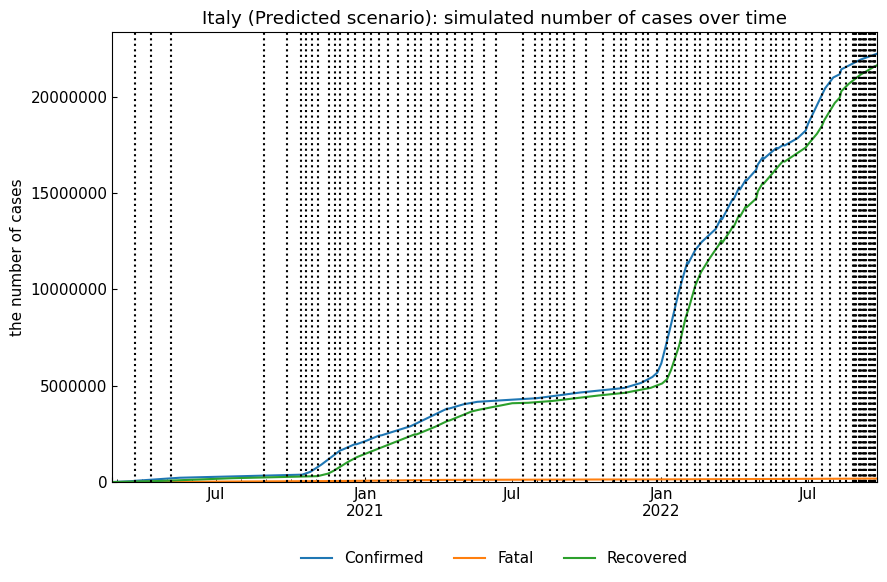 Italy (Predicted scenario): simulated number of cases over time
the number of cases
20000000
15000000
10000000
5000000
0
Jul
Jan
2021
Jul
Jan
2022
Jul
Confirmed
Fatal
Recovered